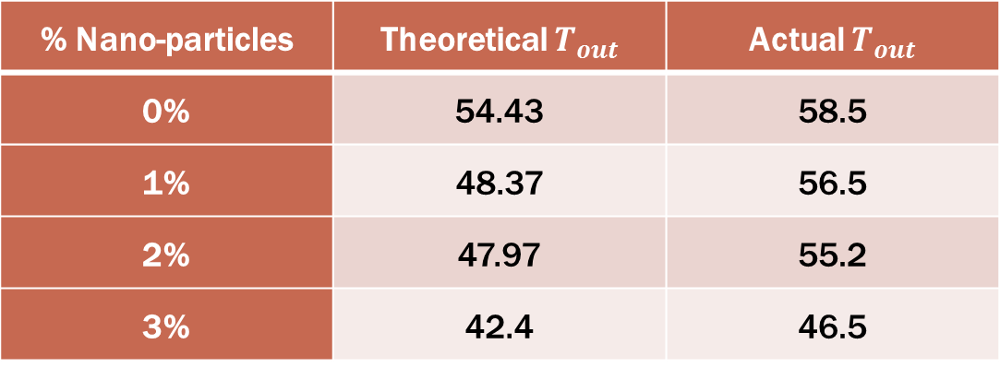 % Nano-particles Theoretical T_out Actual T_out
0% 54.43 58.5
1% 48.37 56.5
2% 47.97 55.2
3% 42.4 46.5